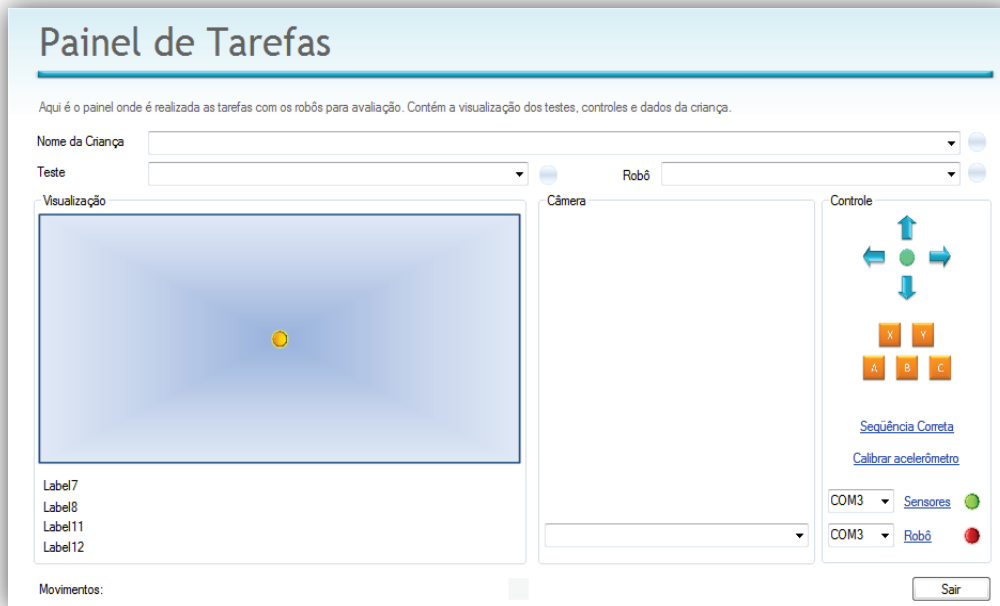 Painel de Tarefas
Aqui é o painel onde é realizada as tarefas com os robôs para avaliação. Contém a visualização dos testes, controles e dados da criança.
Nome da Criança
Teste
Robô
Visualização
Câmera
Controle
X Y
A B C
Seqüência Correta
Calibrar acelerômetro
COM3 Sensores
COM3 Robô
Label7
Label8
Label11
Label12
Movimentos:
Sair